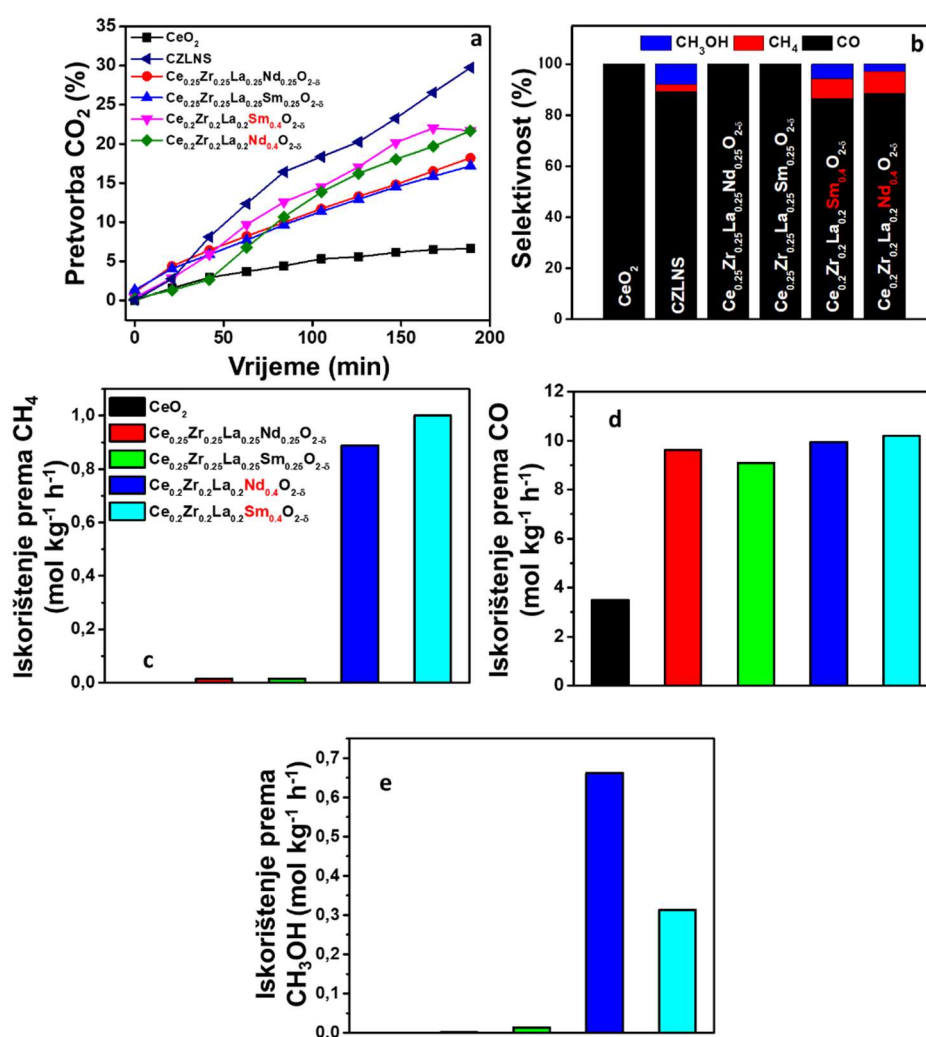 a
Pretvorba CO₂ (%)
35
30
25
20
15
10
5
0
CeO₂
CZLNS
Ce₀.₂₅Zr₀.₂₅La₀.₂₅Nd₀.₂₅O₂₋δ
Ce₀.₂₅Zr₀.₂₅La₀.₂₅Sm₀.₂₅O₂₋δ
Ce₀.₂Zr₀.₂La₀.₂Sm₀.₄O₂₋δ
Ce₀.₂Zr₀.₂La₀.₂Nd₀.₄O₂₋δ
0 50 100 150 200
Vrijeme (min)
CH₃OH CH₄ CO
b
Selektivnost (%)
100
80
60
40
20
0
CeO₂
CZLNS
Ce₀.₂₅Zr₀.₂₅La₀.₂₅Nd₀.₂₅O₂₋δ
Ce₀.₂₅Zr₀.₂₅La₀.₂₅Sm₀.₂₅O₂₋δ
Ce₀.₂Zr₀.₂La₀.₂Sm₀.₄O₂₋δ
Ce₀.₂Zr₀.₂La₀.₂Nd₀.₄O₂₋δ
Iskorištenje prema CH₄
(mol kg⁻¹ h⁻¹)
1,0
0,8
0,6
0,4
0,2
0,0
CeO₂
Ce₀.₂₅Zr₀.₂₅La₀.₂₅Nd₀.₂₅O₂₋δ
Ce₀.₂₅Zr₀.₂₅La₀.₂₅Sm₀.₂₅O₂₋δ
Ce₀.₂Zr₀.₂La₀.₂Nd₀.₄O₂₋δ
Ce₀.₂Zr₀.₂La₀.₂Sm₀.₄O₂₋δ
c
Iskorištenje prema CO
(mol kg⁻¹ h⁻¹)
12
10
8
6
4
2
0
d
Iskorištenje prema
CH₃OH (mol kg⁻¹ h⁻¹)
0,7
0,6
0,5
0,4
0,3
0,2
0,1
0,0
e